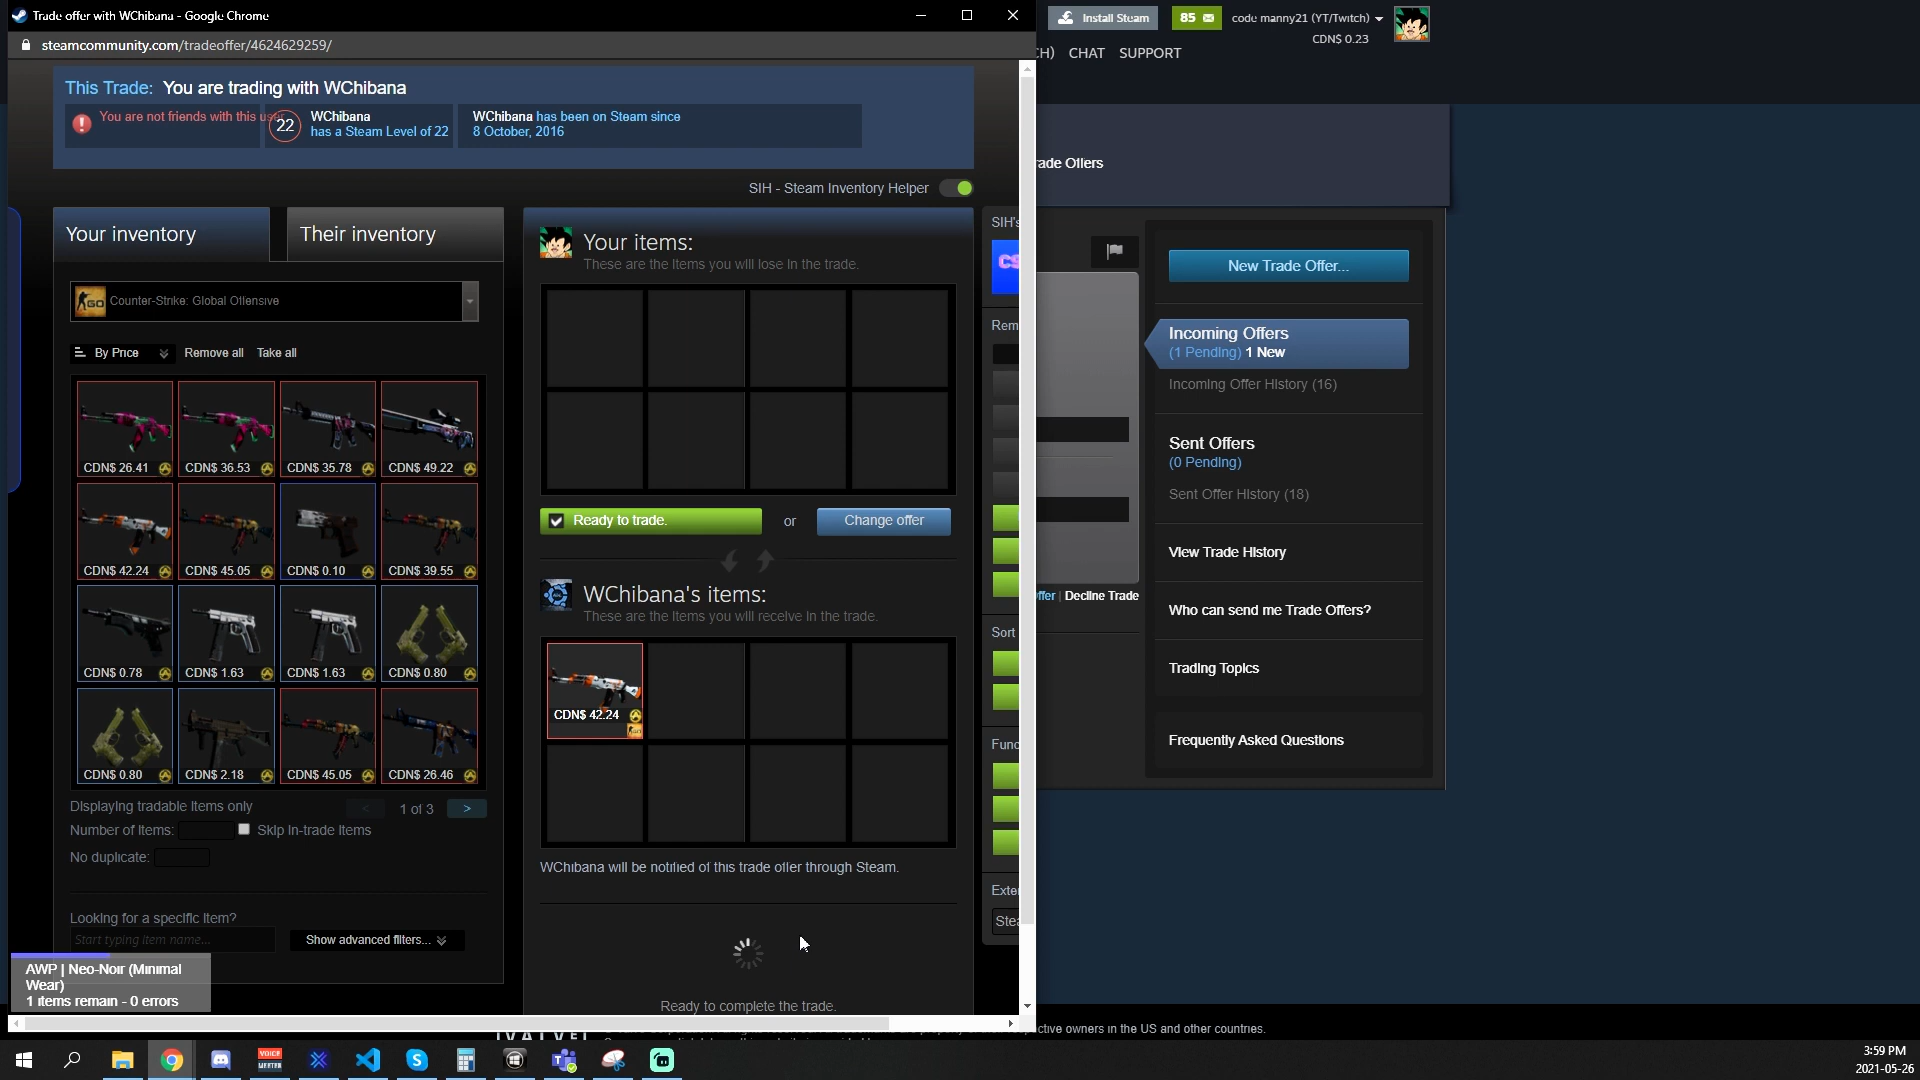 Trade offer with WChibana - Google Chrome
steamcommunity.com/tradeoffer/4624629259/
Install Steam
85
code manny21 (YT/Twitch)
CDN$ 0.23
CH)
CHAT
SUPPORT
This Trade: You are trading with WChibana
You are not friends with this user
22
WChibana
has a Steam Level of 22
WChibana has been on Steam since
8 October, 2016
SIH - Steam Inventory Helper
rade Offers
Your inventory
Their inventory
Counter-Strike: Global Offensive
By Price
Remove all
Take all
CDN$ 26.41
CDN$ 36.53
CDN$ 35.78
CDN$ 49.22
CDN$ 42.24
CDN$ 45.05
CDN$ 0.10
CDN$ 39.55
CDN$ 0.78
CDN$ 1.63
CDN$ 1.63
CDN$ 0.80
CDN$ 0.80
CDN$ 2.18
CDN$ 45.05
CDN$ 26.46
Displaying tradable items only
<
1 of 3
>
Number of items:
Skip in-trade items
No duplicate:
Looking for a specific item?
Start typing item name...
Show advanced filters...
AWP | Neo-Noir (Minimal
Wear)
1 items remain - 0 errors
Your items:
These are the items you will lose in the trade.
Ready to trade.
or
Change offer
WChibana's items:
These are the items you will receive in the trade.
CDN$ 42.24
WChibana will be notified of this trade offer through Steam.
Ready to complete the trade.
SIH's
CS
Rem
Sort
Func
Exte
Stea
ffer | Decline Trade
New Trade Offer...
Incoming Offers
(1 Pending) 1 New
Incoming Offer History (16)
Sent Offers
(0 Pending)
Sent Offer History (18)
View Trade History
Who can send me Trade Offers?
Trading Topics
Frequently Asked Questions
ctive owners in the US and other countries.
VOICE
MEETER
3:59 PM
2021-05-26